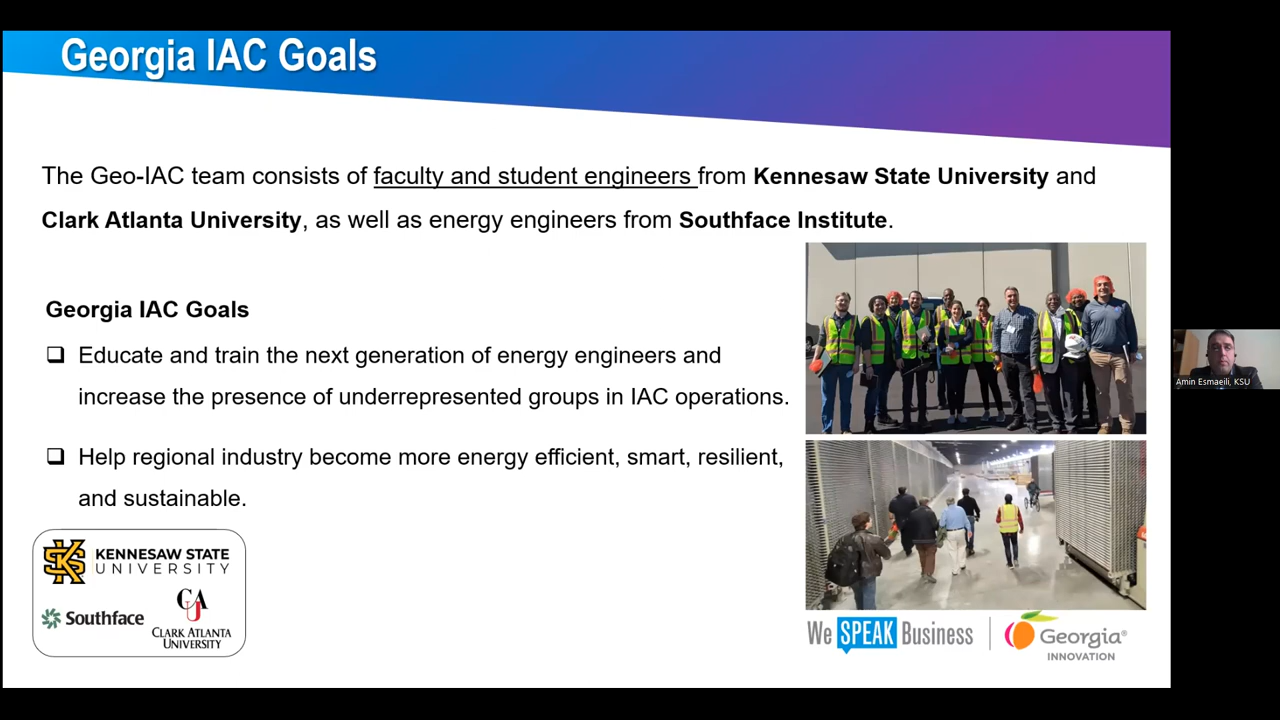 Georgia IAC Goals
The Geo-IAC team consists of faculty and student engineers from Kennesaw State University and
Clark Atlanta University, as well as energy engineers from Southface Institute.
Georgia IAC Goals
Educate and train the next generation of energy engineers and
increase the presence of underrepresented groups in IAC operations.
Help regional industry become more energy efficient, smart, resilient,
and sustainable.
KENNESAW STATE
UNIVERSITY
Southface
CLARK ATLANTA
UNIVERSITY
We SPEAK Business
Georgia®
INNOVATION
Amin Esmaeili, KSU